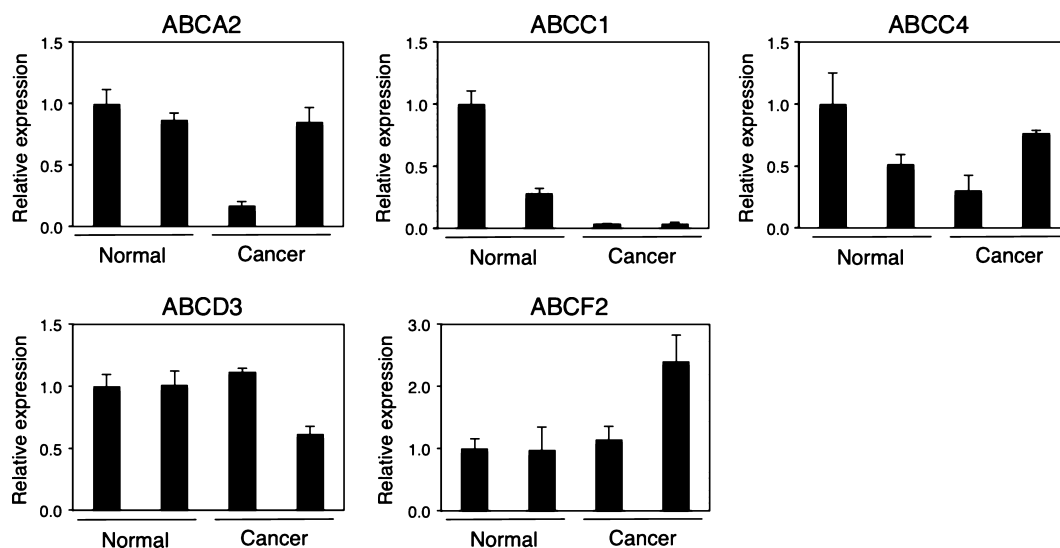 ABCA2
Relative expression
1.5
1.0
0.5
0.0
Normal Cancer
ABCC1
Relative expression
1.5
1.0
0.5
0.0
Normal Cancer
ABCC4
Relative expression
1.5
1.0
0.5
0.0
Normal Cancer
ABCD3
Relative expression
1.5
1.0
0.5
0.0
Normal Cancer
ABCF2
Relative expression
3.0
2.0
1.0
0.0
Normal Cancer